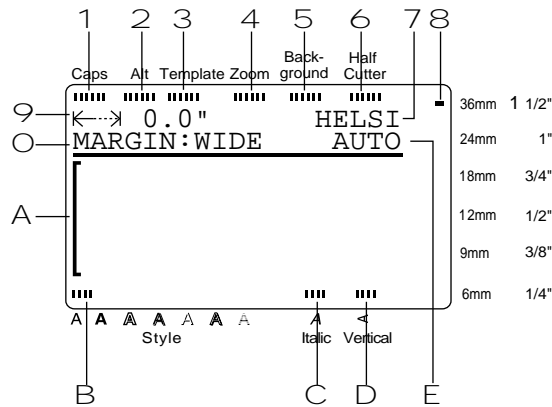 1 2 3 4 5 6 7 8
Caps Alt Template Zoom Back-ground Half Cutter
9 0.0" HELSI 36mm 1 1/2"
0 MARGIN:WIDE AUTO 24mm 1"
18mm 3/4"
A 12mm 1/2"
9mm 3/8"
6mm 1/4"
A A A A A A A A A
Style Italic Vertical
B C D E